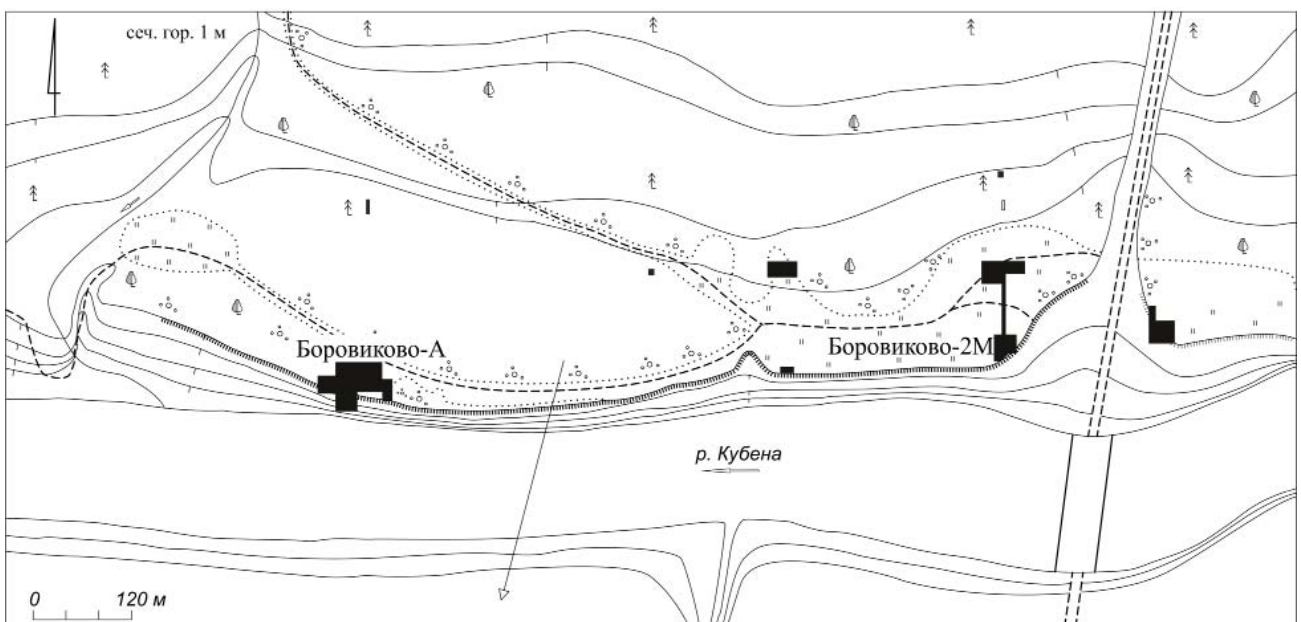 сеч. гор. 1 м
Боровиково-А
Боровиково-2М
р. Кубена
0 120 м